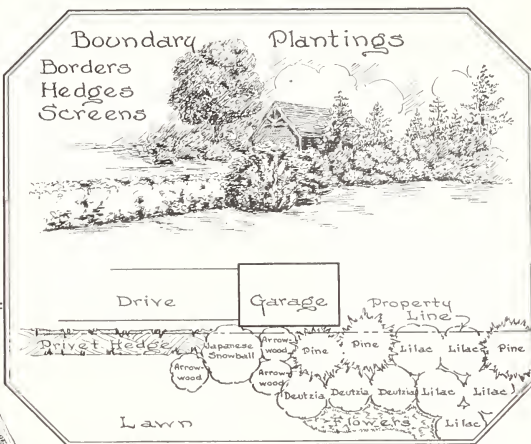 Boundary Plantings
Borders
Hedges
Screens
Drive
Garage
Property
Line
Privet Hedge
Japanese
Snowball
Arrow-
wood
Pine
Pine
Lilac
Lilac
Pine
Arrow-
wood
Arrow-
wood
Deutzia
Deutzia
Deutzia
Lilac
Lilac
Flowers
Lilac
Lawn